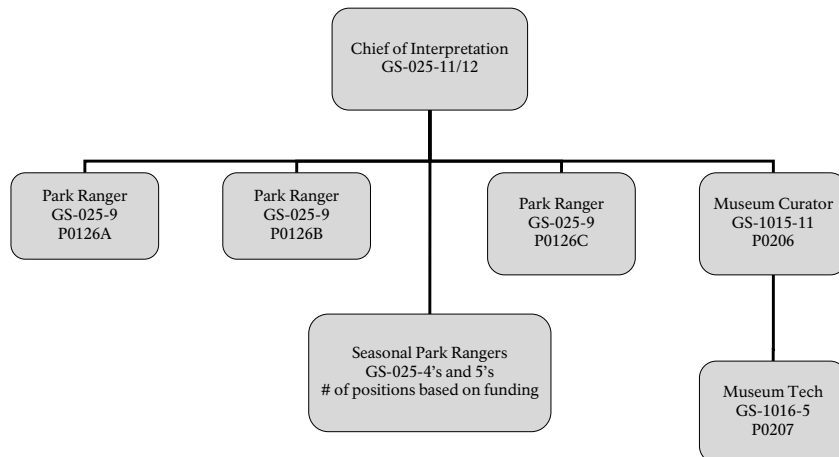 Chief of Interpretation
GS-025-11/12
Park Ranger
GS-025-9
P0126A
Park Ranger
GS-025-9
P0126B
Park Ranger
GS-025-9
P0126C
Museum Curator
GS-1015-11
P0206
Seasonal Park Rangers
GS-025-4’s and 5’s
# of positions based on funding
Museum Tech
GS-1016-5
P0207